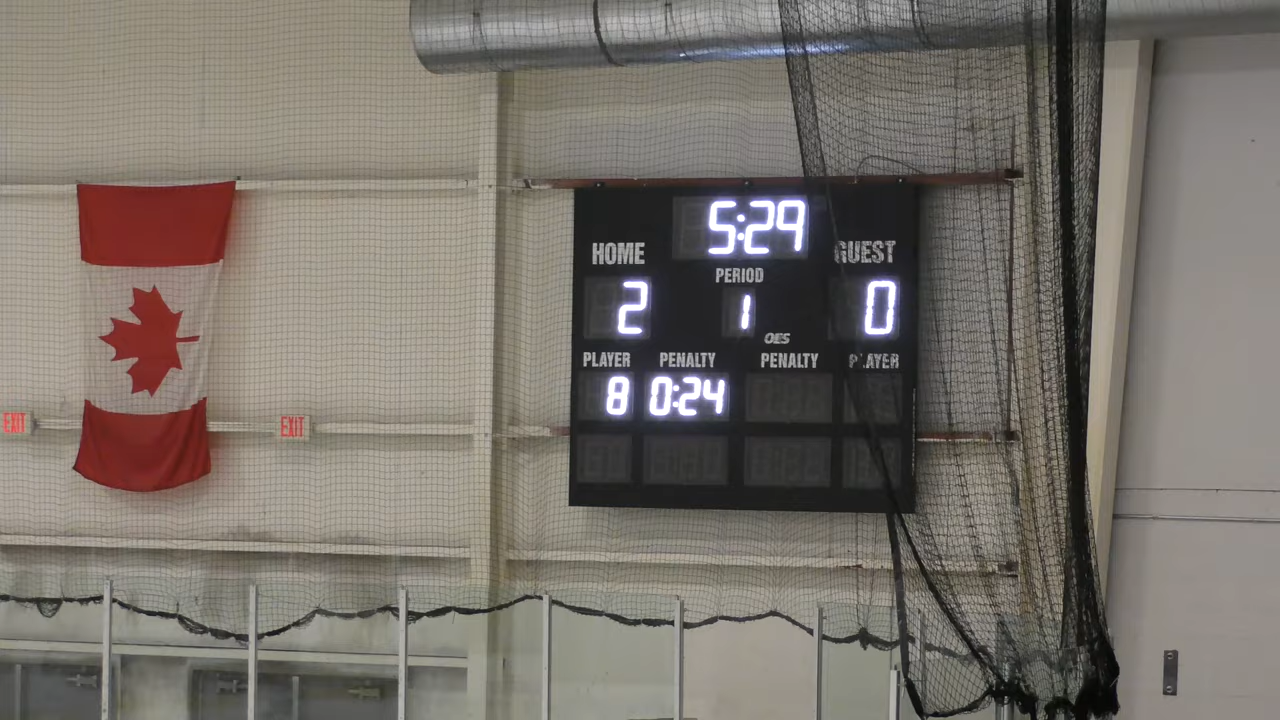 5:29
HOME
GUEST
PERIOD
2
1
0
OES
PLAYER PENALTY PENALTY PLAYER
8 0:24
EXIT
EXIT